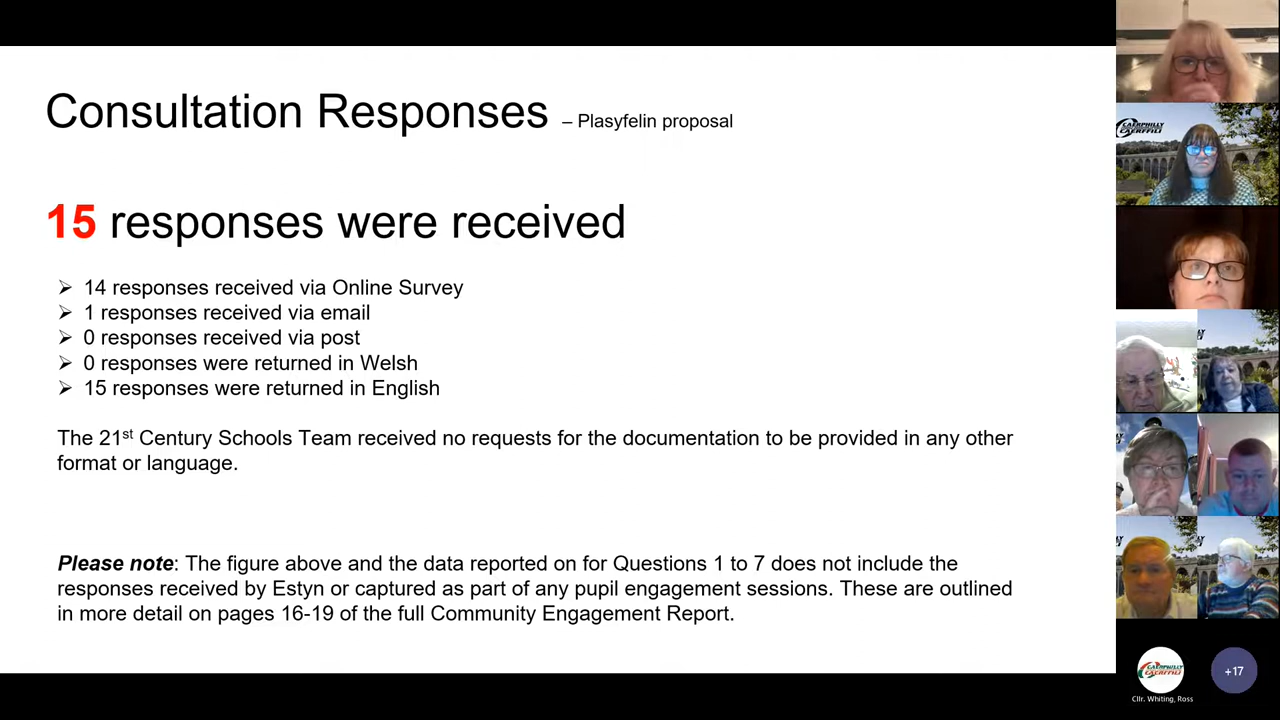 Consultation Responses – Plasyfelin proposal
15 responses were received
➢ 14 responses received via Online Survey
➢ 1 responses received via email
➢ 0 responses received via post
➢ 0 responses were returned in Welsh
➢ 15 responses were returned in English
The 21st Century Schools Team received no requests for the documentation to be provided in any other
format or language.
Please note: The figure above and the data reported on for Questions 1 to 7 does not include the
responses received by Estyn or captured as part of any pupil engagement sessions. These are outlined
in more detail on pages 16-19 of the full Community Engagement Report.
CAERPHILLY
CAERFFILI
CAERPHILLY
CAERFFILI
+17
Cllr. Whiting, Ross